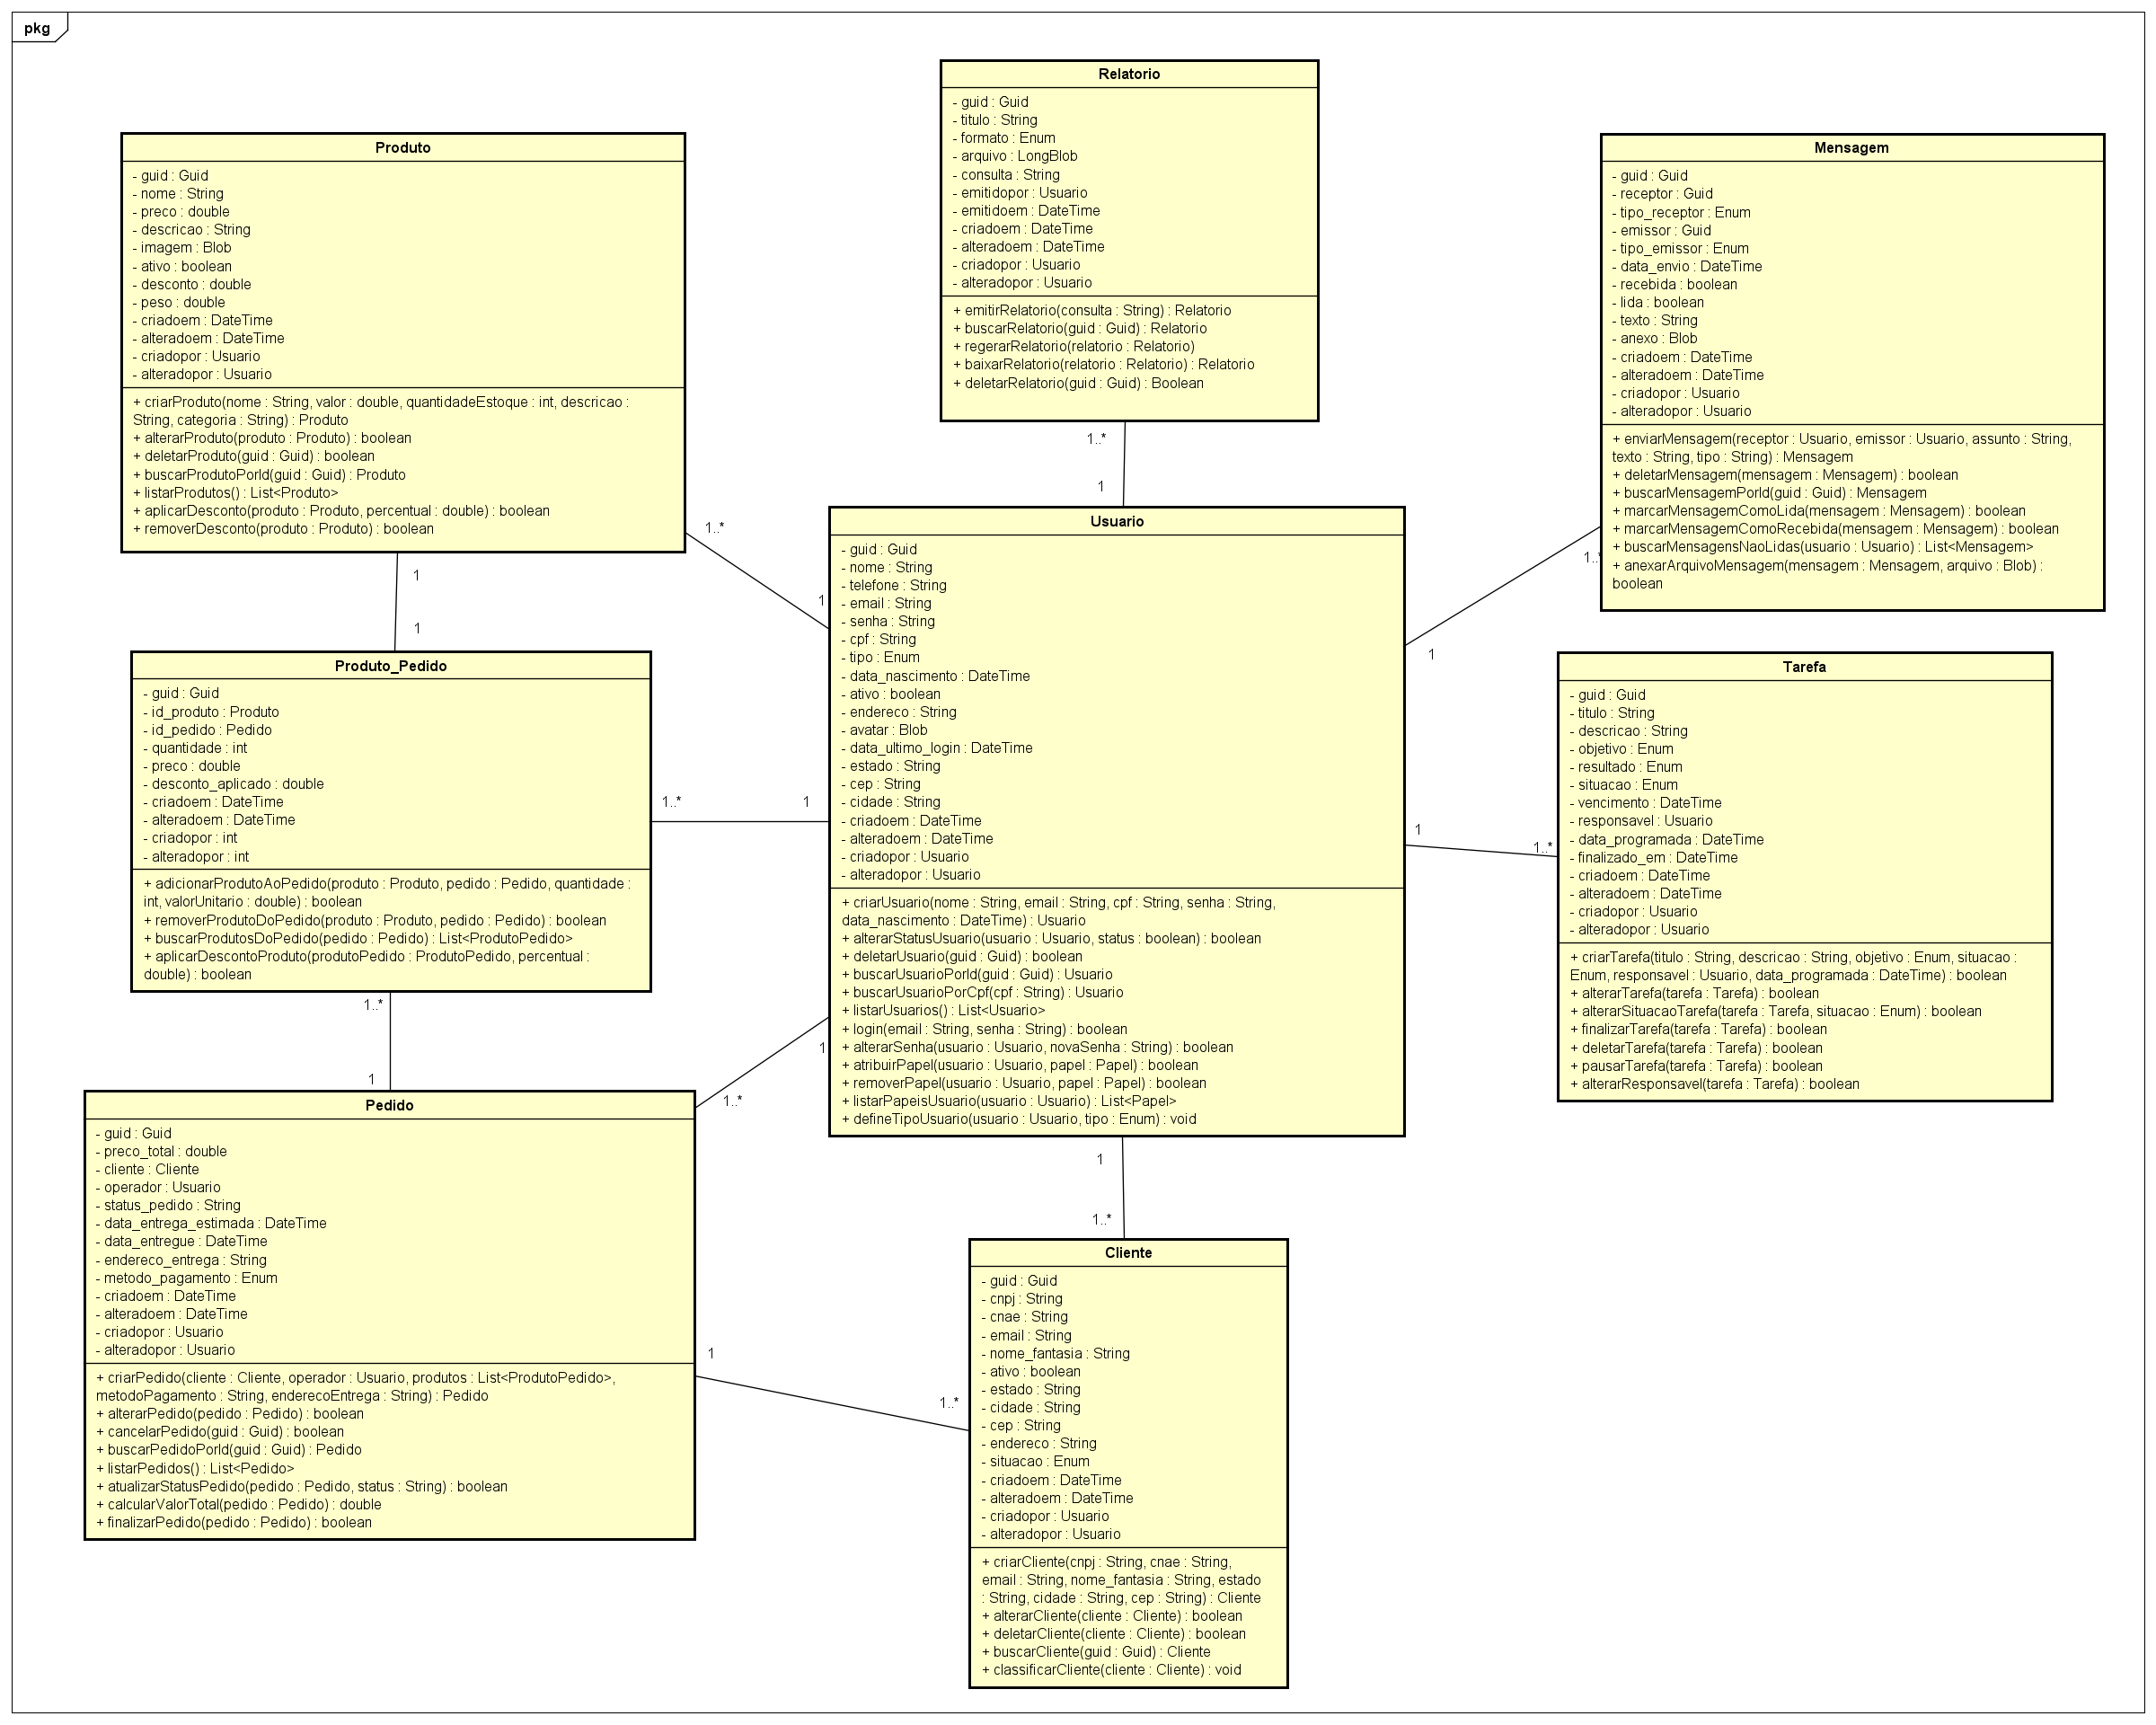 pkg
Relatorio
- guid : Guid
- titulo : String
- formato : Enum
- arquivo : LongBlob
- consulta : String
- emitidopor : Usuario
- emitidoem : DateTime
- criadoem : DateTime
- alteradoem : DateTime
- criadopor : Usuario
- alteradopor : Usuario
+ emitirRelatorio(consulta : String) : Relatorio
+ buscarRelatorio(guid : Guid) : Relatorio
+ regerarRelatorio(relatorio : Relatorio)
+ baixarRelatorio(relatorio : Relatorio) : Relatorio
+ deletarRelatorio(guid : Guid) : Boolean
1..*
1
Produto
- guid : Guid
- nome : String
- preco : double
- descricao : String
- imagem : Blob
- ativo : boolean
- desconto : double
- peso : double
- criadoem : DateTime
- alteradoem : DateTime
- criadopor : Usuario
- alteradopor : Usuario
+ criarProduto(nome : String, valor : double, quantidadeEstoque : int, descricao :
String, categoria : String) : Produto
+ alterarProduto(produto : Produto) : boolean
+ deletarProduto(guid : Guid) : boolean
+ buscarProdutoPorId(guid : Guid) : Produto
+ listarProdutos() : List<Produto>
+ aplicarDesconto(produto : Produto, percentual : double) : boolean
+ removerDesconto(produto : Produto) : boolean
1..*
1
1
1
Mensagem
- guid : Guid
- receptor : Guid
- tipo_receptor : Enum
- emissor : Guid
- tipo_emissor : Enum
- data_envio : DateTime
- recebida : boolean
- lida : boolean
- texto : String
- anexo : Blob
- criadoem : DateTime
- alteradoem : DateTime
- criadopor : Usuario
- alteradopor : Usuario
+ enviarMensagem(receptor : Usuario, emissor : Usuario, assunto : String,
texto : String, tipo : String) : Mensagem
+ deletarMensagem(mensagem : Mensagem) : boolean
+ buscarMensagemPorId(guid : Guid) : Mensagem
+ marcarMensagemComoLida(mensagem : Mensagem) : boolean
+ marcarMensagemComoRecebida(mensagem : Mensagem) : boolean
+ buscarMensagensNaoLidas(usuario : Usuario) : List<Mensagem>
+ anexarArquivoMensagem(mensagem : Mensagem, arquivo : Blob) :
boolean
1..*
1
Usuario
- guid : Guid
- nome : String
- telefone : String
- email : String
- senha : String
- cpf : String
- tipo : Enum
- data_nascimento : DateTime
- ativo : boolean
- endereco : String
- avatar : Blob
- data_ultimo_login : DateTime
- estado : String
- cep : String
- cidade : String
- criadoem : DateTime
- alteradoem : DateTime
- criadopor : Usuario
- alteradopor : Usuario
+ criarUsuario(nome : String, email : String, cpf : String, senha : String,
data_nascimento : DateTime) : Usuario
+ alterarStatusUsuario(usuario : Usuario, status : boolean) : boolean
+ deletarUsuario(guid : Guid) : boolean
+ buscarUsuarioPorId(guid : Guid) : Usuario
+ buscarUsuarioPorCpf(cpf : String) : Usuario
+ listarUsuarios() : List<Usuario>
+ login(email : String, senha : String) : boolean
+ alterarSenha(usuario : Usuario, novaSenha : String) : boolean
+ atribuirPapel(usuario : Usuario, papel : Papel) : boolean
+ removerPapel(usuario : Usuario, papel : Papel) : boolean
+ listarPapeisUsuario(usuario : Usuario) : List<Papel>
+ defineTipoUsuario(usuario : Usuario, tipo : Enum) : void
Produto_Pedido
- guid : Guid
- id_produto : Produto
- id_pedido : Pedido
- quantidade : int
- preco : double
- desconto_aplicado : double
- criadoem : DateTime
- alteradoem : DateTime
- criadopor : int
- alteradopor : int
+ adicionarProdutoAoPedido(produto : Produto, pedido : Pedido, quantidade :
int, valorUnitario : double) : boolean
+ removerProdutoDoPedido(produto : Produto, pedido : Pedido) : boolean
+ buscarProdutosDoPedido(pedido : Pedido) : List<ProdutoPedido>
+ aplicarDescontoProduto(produtoPedido : ProdutoPedido, percentual :
double) : boolean
1..*
1
1..*
1
Tarefa
- guid : Guid
- titulo : String
- descricao : String
- objetivo : Enum
- resultado : Enum
- situacao : Enum
- vencimento : DateTime
- responsavel : Usuario
- data_programada : DateTime
- finalizado_em : DateTime
- criadoem : DateTime
- alteradoem : DateTime
- criadopor : Usuario
- alteradopor : Usuario
+ criarTarefa(titulo : String, descricao : String, objetivo : Enum, situacao :
Enum, responsavel : Usuario, data_programada : DateTime) : boolean
+ alterarTarefa(tarefa : Tarefa) : boolean
+ alterarSituacaoTarefa(tarefa : Tarefa, situacao : Enum) : boolean
+ finalizarTarefa(tarefa : Tarefa) : boolean
+ deletarTarefa(tarefa : Tarefa) : boolean
+ pausarTarefa(tarefa : Tarefa) : boolean
+ alterarResponsavel(tarefa : Tarefa) : boolean
1
1..*
Pedido
- guid : Guid
- preco_total : double
- cliente : Cliente
- operador : Usuario
- status_pedido : String
- data_entrega_estimada : DateTime
- data_entregue : DateTime
- endereco_entrega : String
- metodo_pagamento : Enum
- criadoem : DateTime
- alteradoem : DateTime
- criadopor : Usuario
- alteradopor : Usuario
+ criarPedido(cliente : Cliente, operador : Usuario, produtos : List<ProdutoPedido>,
metodoPagamento : String, enderecoEntrega : String) : Pedido
+ alterarPedido(pedido : Pedido) : boolean
+ cancelarPedido(guid : Guid) : boolean
+ buscarPedidoPorId(guid : Guid) : Pedido
+ listarPedidos() : List<Pedido>
+ atualizarStatusPedido(pedido : Pedido, status : String) : boolean
+ calcularValorTotal(pedido : Pedido) : double
+ finalizarPedido(pedido : Pedido) : boolean
1
1..*
1
1..*
1
1..*
Cliente
- guid : Guid
- cnpj : String
- cnae : String
- email : String
- nome_fantasia : String
- ativo : boolean
- estado : String
- cidade : String
- cep : String
- endereco : String
- situacao : Enum
- criadoem : DateTime
- alteradoem : DateTime
- criadopor : Usuario
- alteradopor : Usuario
+ criarCliente(cnpj : String, cnae : String,
email : String, nome_fantasia : String, estado
: String, cidade : String, cep : String) : Cliente
+ alterarCliente(cliente : Cliente) : boolean
+ deletarCliente(cliente : Cliente) : boolean
+ buscarCliente(guid : Guid) : Cliente
+ classificarCliente(cliente : Cliente) : void